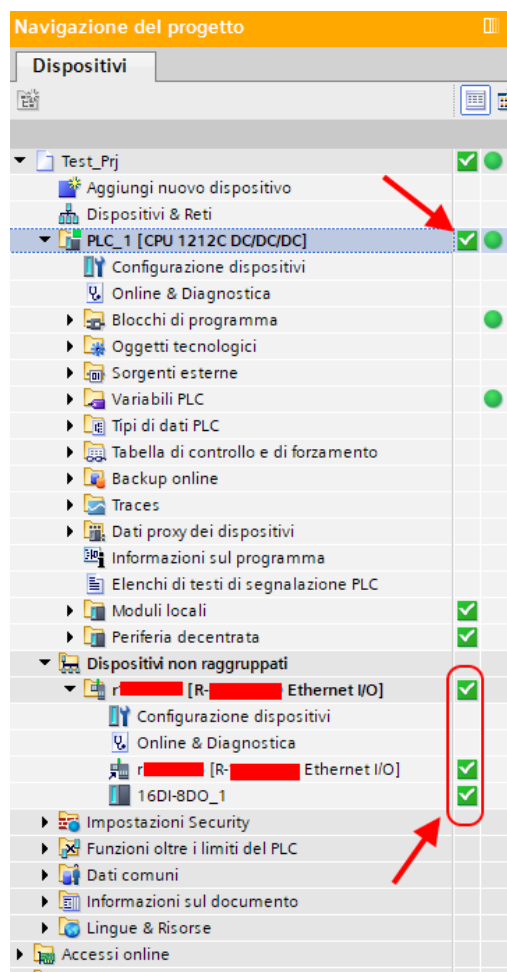 Navigazione del progetto
Dispositivi
Test_Prj
Aggiungi nuovo dispositivo
Dispositivi & Reti
PLC_1 [CPU 1212C DC/DC/DC]
Configurazione dispositivi
Online & Diagnostica
Blocchi di programma
Oggetti tecnologici
Sorgenti esterne
Variabili PLC
Tipi di dati PLC
Tabella di controllo e di forzamento
Backup online
Traces
Dati proxy dei dispositivi
Informazioni sul programma
Elenchi di testi di segnalazione PLC
Moduli locali
Periferia decentrata
Dispositivi non raggruppati
r [R- Ethernet I/O]
Configurazione dispositivi
Online & Diagnostica
r [R- Ethernet I/O]
16DI-8DO_1
Impostazioni Security
Funzioni oltre i limiti del PLC
Dati comuni
Informazioni sul documento
Lingue & Risorse
Accessi online